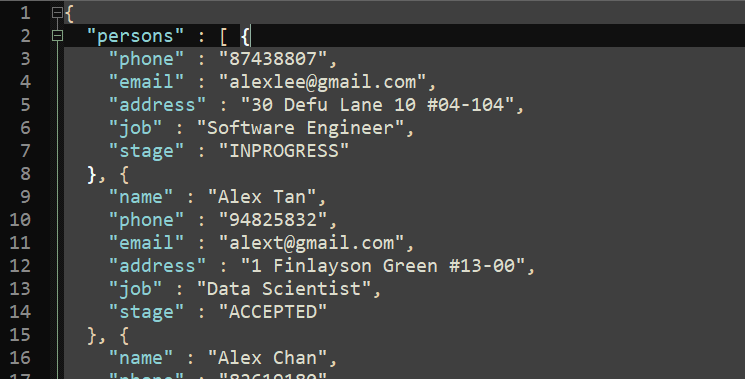 1 {
2 "persons" : [ {
3 "phone" : "87438807",
4 "email" : "alexlee@gmail.com",
5 "address" : "30 Defu Lane 10 #04-104",
6 "job" : "Software Engineer",
7 "stage" : "INPROGRESS"
8 }, {
9 "name" : "Alex Tan",
10 "phone" : "94825832",
11 "email" : "alext@gmail.com",
12 "address" : "1 Finlayson Green #13-00",
13 "job" : "Data Scientist",
14 "stage" : "ACCEPTED"
15 }, {
16 "name" : "Alex Chan",
17 "phone" : "82619180"